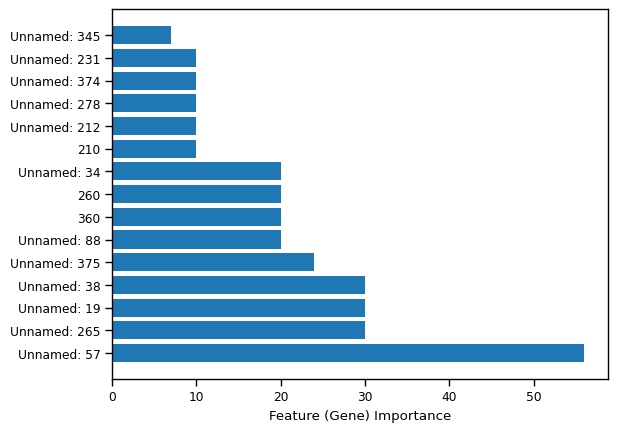 Unnamed: 345
Unnamed: 231
Unnamed: 374
Unnamed: 278
Unnamed: 212
210
Unnamed: 34
260
360
Unnamed: 88
Unnamed: 375
Unnamed: 38
Unnamed: 19
Unnamed: 265
Unnamed: 57
0 10 20 30 40 50
Feature (Gene) Importance